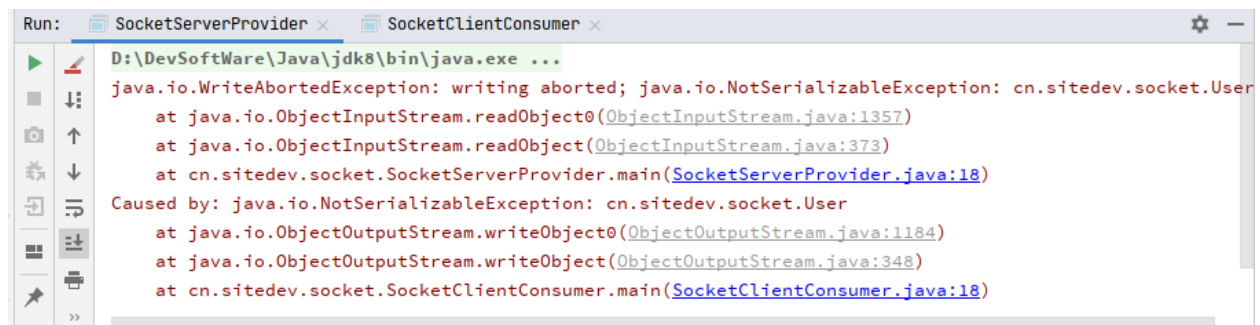 Run: SocketServerProvider × SocketClientConsumer ×
D:\DevSoftWare\Java\jdk8\bin\java.exe ...
java.io.WriteAbortedException: writing aborted; java.io.NotSerializableException: cn.sitedev.socket.User
at java.io.ObjectInputStream.readObject0(ObjectInputStream.java:1357)
at java.io.ObjectInputStream.readObject(ObjectInputStream.java:373)
at cn.sitedev.socket.SocketServerProvider.main(SocketServerProvider.java:18)
Caused by: java.io.NotSerializableException: cn.sitedev.socket.User
at java.io.ObjectOutputStream.writeObject0(ObjectOutputStream.java:1184)
at java.io.ObjectOutputStream.writeObject(ObjectOutputStream.java:348)
at cn.sitedev.socket.SocketClientConsumer.main(SocketClientConsumer.java:18)